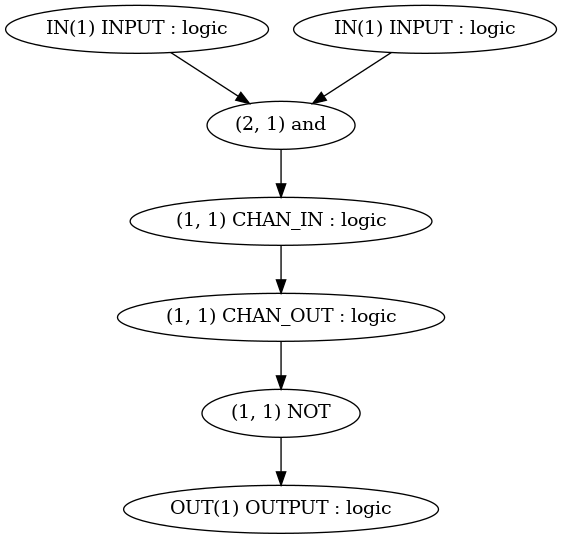 IN(1) INPUT : logic
IN(1) INPUT : logic
(2, 1) and
(1, 1) CHAN_IN : logic
(1, 1) CHAN_OUT : logic
(1, 1) NOT
OUT(1) OUTPUT : logic